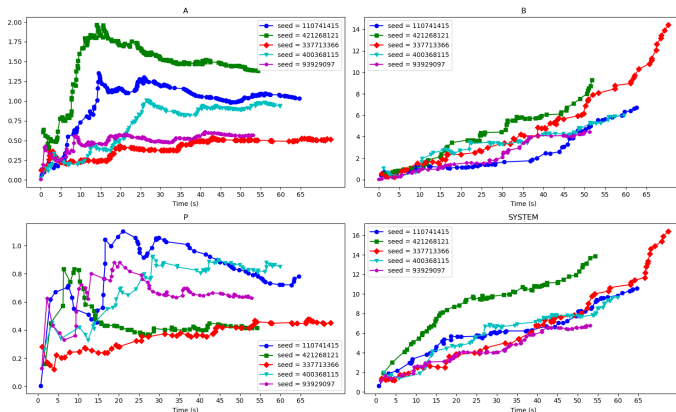 A
2.00
1.75
1.50
1.25
1.00
0.75
0.50
0.25
0.00
seed = 110741415
seed = 421268121
seed = 337713366
seed = 400368115
seed = 93929097
0 5 10 15 20 25 30 35 40 45 50 55 60 65
Time (s)
B
14
12
10
8
6
4
2
0
seed = 110741415
seed = 421268121
seed = 337713366
seed = 400368115
seed = 93929097
0 5 10 15 20 25 30 35 40 45 50 55 60 65
Time (s)
P
1.0
0.8
0.6
0.4
0.2
0.0
seed = 110741415
seed = 421268121
seed = 337713366
seed = 400368115
seed = 93929097
0 5 10 15 20 25 30 35 40 45 50 55 60 65
Time (s)
SYSTEM
16
14
12
10
8
6
4
2
0
seed = 110741415
seed = 421268121
seed = 337713366
seed = 400368115
seed = 93929097
0 5 10 15 20 25 30 35 40 45 50 55 60 65
Time (s)